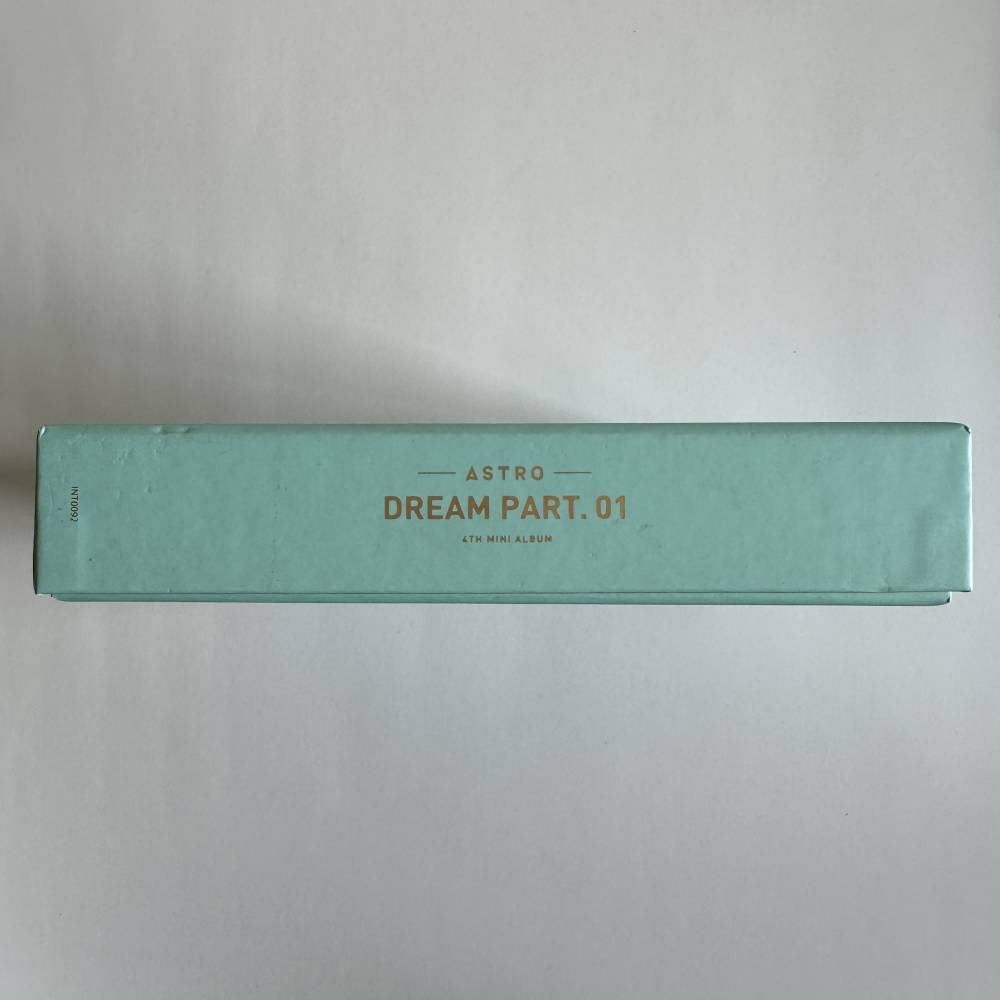 ASTRO
DREAM PART. 01
4TH MINI ALBUM
INT0092